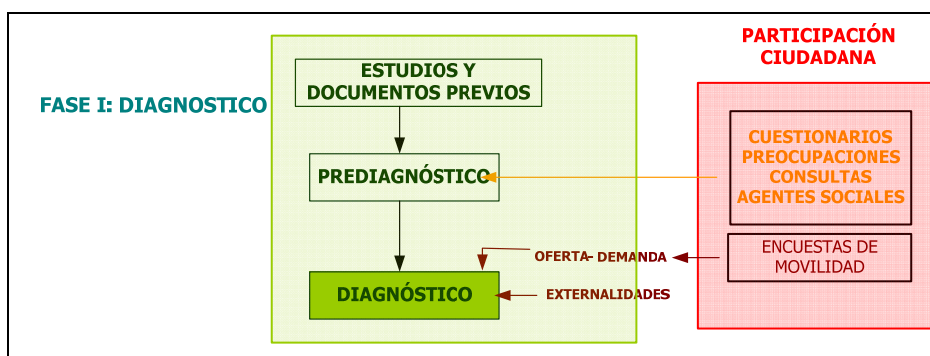 FASE I: DIAGNOSTICO
ESTUDIOS Y
DOCUMENTOS PREVIOS
PREDIAGNÓSTICO
DIAGNÓSTICO
OFERTA- DEMANDA
EXTERNALIDADES
PARTICIPACIÓN
CIUDADANA
CUESTIONARIOS
PREOCUPACIONES
CONSULTAS
AGENTES SOCIALES
ENCUESTAS DE
MOVILIDAD